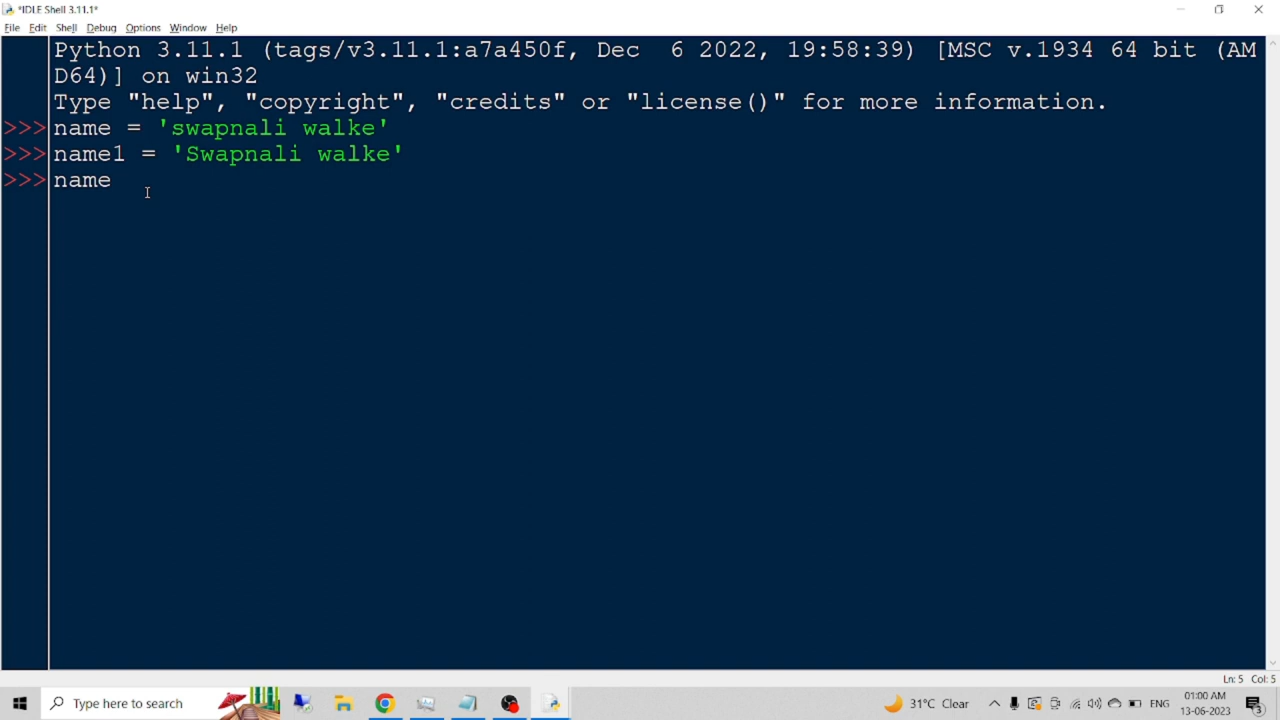 *IDLE Shell 3.11.1*
File Edit Shell Debug Options Window Help
Python 3.11.1 (tags/v3.11.1:a7a450f, Dec  6 2022, 19:58:39) [MSC v.1934 64 bit (AM
D64)] on win32
Type "help", "copyright", "credits" or "license()" for more information.
>>> name = 'swapnali walke'
>>> name1 = 'Swapnali walke'
>>> name
Ln: 5 Col: 5
Type here to search
31°C Clear
ENG
01:00 AM
13-06-2023
3